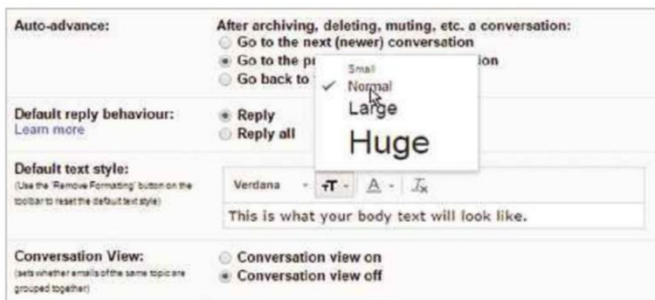 Auto-advance:
After archiving, deleting, muting, etc. a conversation:
Go to the next (newer) conversation
Go to the pr ion
Go back to
Small
✓ Normal
Large
Huge
Default reply behaviour:
Learn more
Reply
Reply all
Default text style:
(Use the 'Remove Formatting' button on the
toolbar to reset the default text style)
Verdana
This is what your body text will look like.
Conversation View:
(sets whether emails of the same topic are
grouped together)
Conversation view on
Conversation view off